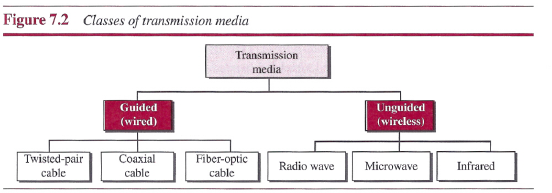 Figure 7.2 Classes of transmission media
Transmission
media
Guided
(wired)
Unguided
(wireless)
Twisted-pair
cable
Coaxial
cable
Fiber-optic
cable
Radio wave
Microwave
Infrared